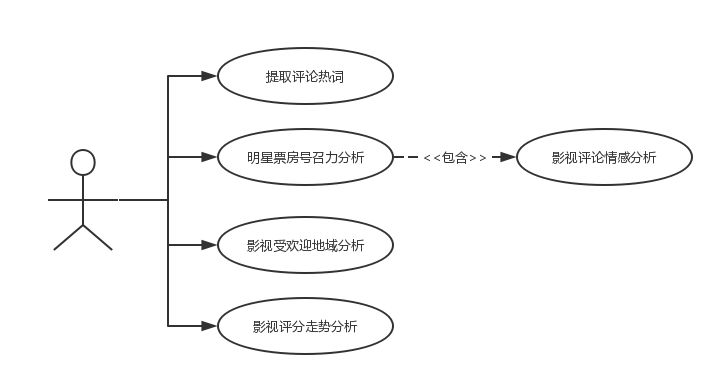 提取评论热词
明星票房号召力分析
<<包含>>
影视评论情感分析
影视受欢迎地域分析
影视评分走势分析